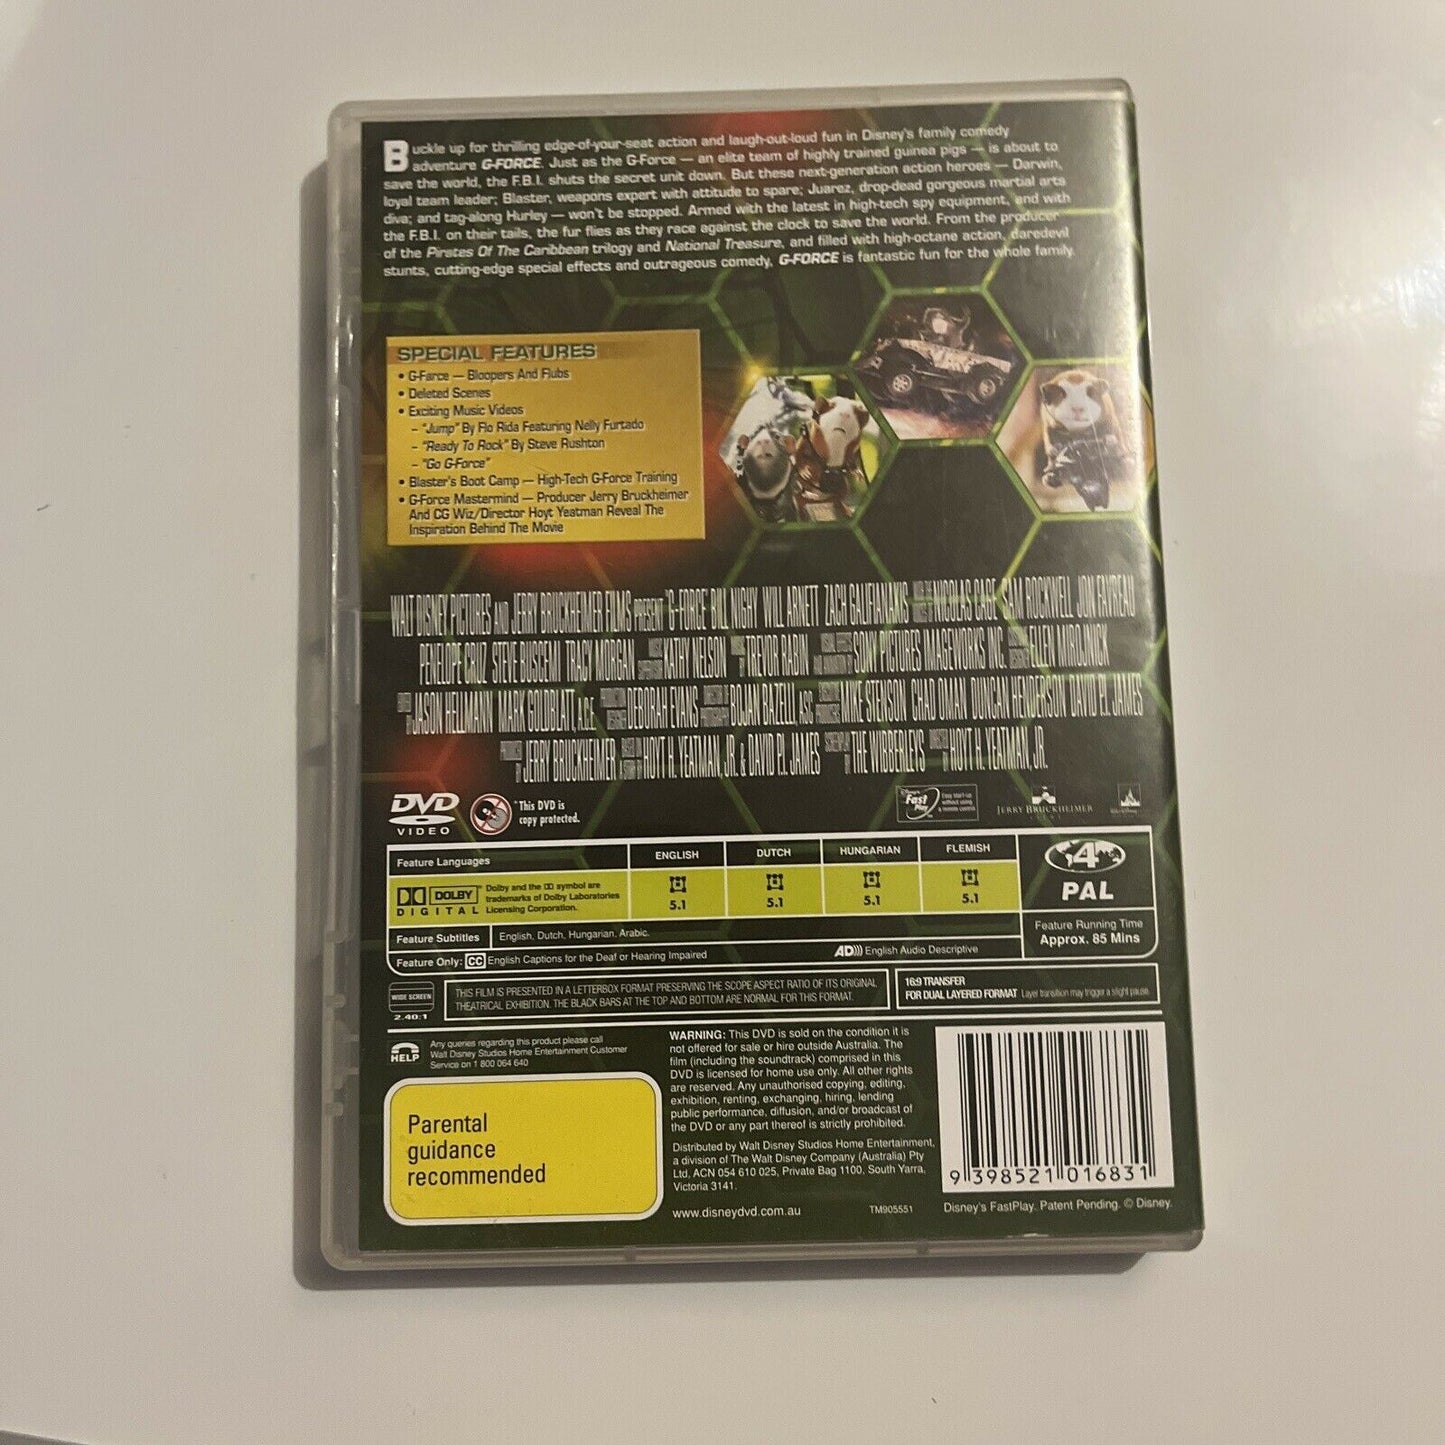 Buckle up for thrilling edge-of-your-seat action and laugh-out-loud fun in Disney's family comedy
adventure G-FORCE. Just as the G-Force — an elite team of highly trained guinea pigs — is about to
save the world, the F.B.I. shuts the secret unit down. But these next-generation action heroes — Darwin,
loyal team leader; Blaster, weapons expert with attitude to spare; Juarez, drop-dead gorgeous martial arts
diva; and tag-along Hurley — won't be stopped. Armed with the latest in high-tech spy equipment, and with
the F.B.I. on their tails, the fur flies as they race against the clock to save the world. From the producer
of the Pirates Of The Caribbean trilogy and National Treasure, and filled with high-octane action, daredevil
stunts, cutting-edge special effects and outrageous comedy, G-FORCE is fantastic fun for the whole family.
SPECIAL FEATURES
• G-Farce — Bloopers And Flubs
• Deleted Scenes
• Exciting Music Videos
– "Jump" By Flo Rida Featuring Nelly Furtado
– "Ready To Rock" By Steve Rushton
– "Go G-Force"
• Blaster's Boot Camp — High-Tech G-Force Training
• G-Force Mastermind — Producer Jerry Bruckheimer
And CG Wiz/Director Hoyt Yeatman Reveal The
Inspiration Behind The Movie
WALT DISNEY PICTURES AND JERRY BRUCKHEIMER FILMS PRESENT "G-FORCE" BILL NIGHY WILL ARNETT ZACH GALIFIANAKIS NICOLAS CAGE SAM ROCKWELL JON FAVREAU
PENELOPE CRUZ STEVE BUSCEMI TRACY MORGAN KATHY NELSON TREVOR RABIN SONY PICTURES IMAGEWORKS INC. ELLEN MIROJNICK
JASON HELLMANN MARK GOLDBLATT, A.C.E. DEBORAH EVANS BOJAN BAZELLI, ASC MIKE STENSON CHAD OMAN DUNCAN HENDERSON DAVID P.I. JAMES
PRODUCED BY JERRY BRUCKHEIMER HOYT H. YEATMAN, JR. & DAVID P.I. JAMES SCREENPLAY BY THE WIBBERLEYS DIRECTED BY HOYT H. YEATMAN, JR.
DVD VIDEO
*This DVD is
copy protected.
Disney's Fast Play
Easy start-up
without using
a remote control
JERRY BRUCKHEIMER
Feature Languages ENGLISH DUTCH HUNGARIAN FLEMISH
DOLBY DIGITAL
Dolby and the DD symbol are
trademarks of Dolby Laboratories
Licensing Corporation.
5.1 5.1 5.1 5.1
4
PAL
Feature Running Time
Approx. 85 Mins
Feature Subtitles English, Dutch, Hungarian, Arabic.
Feature Only: CC English Captions for the Deaf or Hearing Impaired AD))) English Audio Descriptive
WIDE SCREEN
2.40:1
THIS FILM IS PRESENTED IN A LETTERBOX FORMAT PRESERVING THE SCOPE ASPECT RATIO OF ITS ORIGINAL
THEATRICAL EXHIBITION. THE BLACK BARS AT THE TOP AND BOTTOM ARE NORMAL FOR THIS FORMAT.
16:9 TRANSFER
FOR DUAL LAYERED FORMAT Layer transition may trigger a slight pause.
HELP
Any queries regarding this product please call
Walt Disney Studios Home Entertainment Customer
Service on 1 800 064 640
Parental
guidance
recommended
WARNING: This DVD is sold on the condition it is
not offered for sale or hire outside Australia. The
film (including the soundtrack) comprised in this
DVD is licensed for home use only. All other rights
are reserved. Any unauthorised copying, editing,
exhibition, renting, exchanging, hiring, lending
public performance, diffusion, and/or broadcast of
the DVD or any part thereof is strictly prohibited.
Distributed by Walt Disney Studios Home Entertainment,
a division of The Walt Disney Company (Australia) Pty
Ltd, ACN 054 610 025, Private Bag 1100, South Yarra,
Victoria 3141.
www.disneydvd.com.au TM905551
9 398521 016831
Disney's FastPlay. Patent Pending. © Disney.